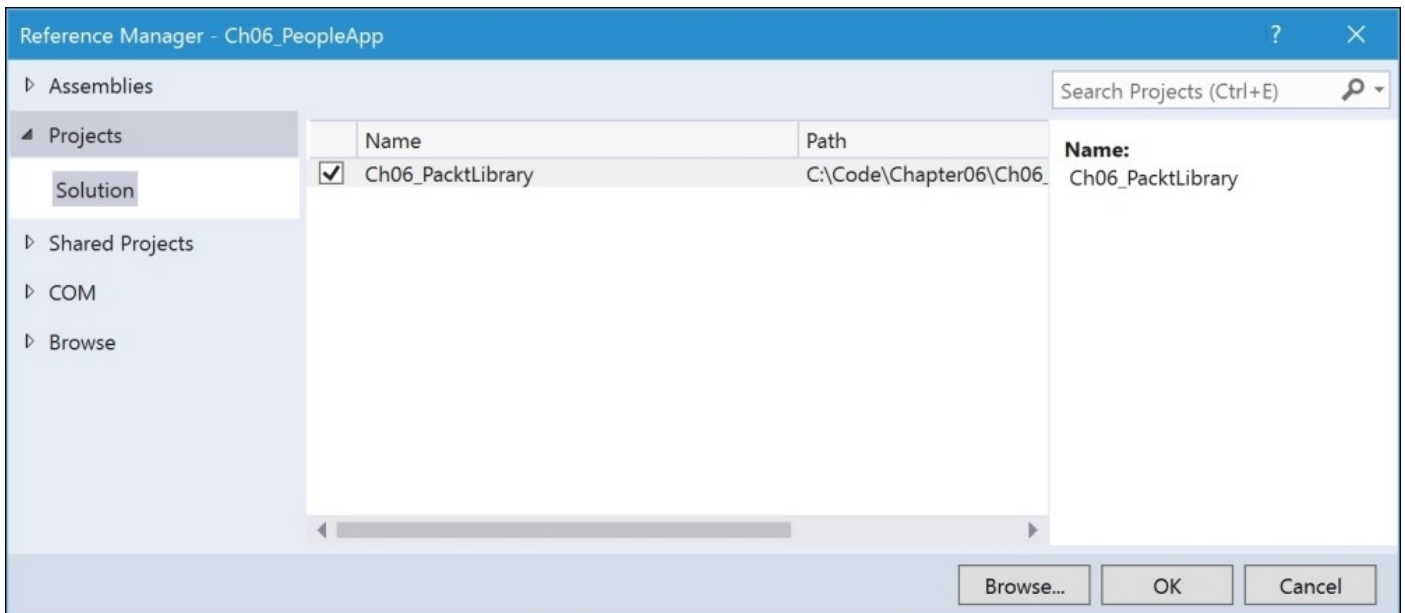 Reference Manager - Ch06_PeopleApp ?
Assemblies
Search Projects (Ctrl+E)
Projects
Name Path
Name:
Ch06_PacktLibrary C:\Code\Chapter06\Ch06_
Ch06_PacktLibrary
Solution
Shared Projects
COM
Browse
Browse... OK Cancel